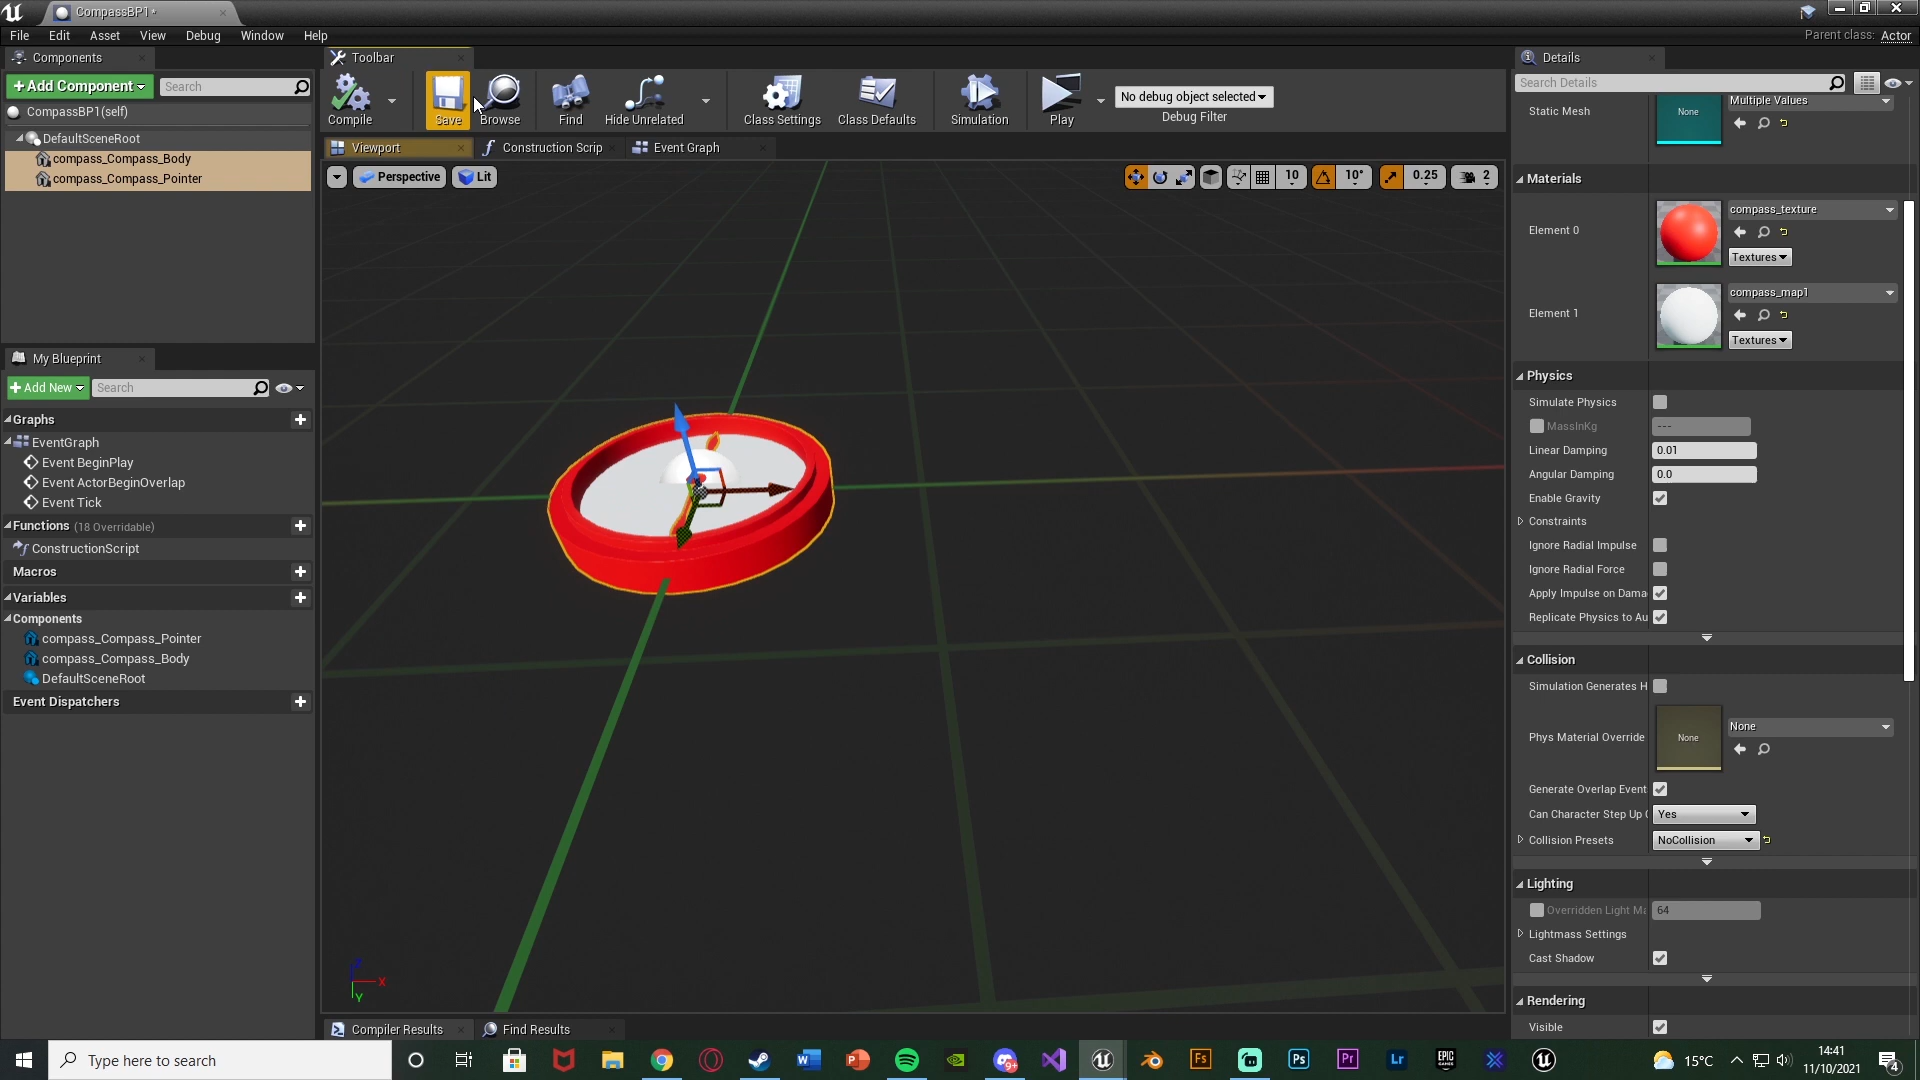 CompassBP1*
File Edit Asset View Debug Window Help
Parent class: Actor
Components
Toolbar
Details
+Add Component
Search
CompassBP1(self)
DefaultSceneRoot
compass_Compass_Body
compass_Compass_Pointer
Compile
Save
Browse
Find
Hide Unrelated
Class Settings
Class Defaults
Simulation
Play
No debug object selected
Debug Filter
Viewport
Construction Scrip
Event Graph
Perspective
Lit
10
10°
0.25
2
X
Y
My Blueprint
+Add New
Search
Graphs
EventGraph
Event BeginPlay
Event ActorBeginOverlap
Event Tick
Functions (18 Overridable)
ConstructionScript
Macros
Variables
Components
compass_Compass_Pointer
compass_Compass_Body
DefaultSceneRoot
Event Dispatchers
Search Details
Static Mesh
None
Multiple Values
Materials
Element 0
compass_texture
Textures
Element 1
compass_map1
Textures
Physics
Simulate Physics
MassInKg ---
Linear Damping 0.01
Angular Damping 0.0
Enable Gravity
Constraints
Ignore Radial Impulse
Ignore Radial Force
Apply Impulse on Dama
Replicate Physics to Au
Collision
Simulation Generates H
Phys Material Override
None
None
Generate Overlap Event
Can Character Step Up Yes
Collision Presets NoCollision
Lighting
Overridden Light Ma 64
Lightmass Settings
Cast Shadow
Rendering
Visible
Compiler Results
Find Results
Type here to search
15°C
14:41
11/10/2021
4